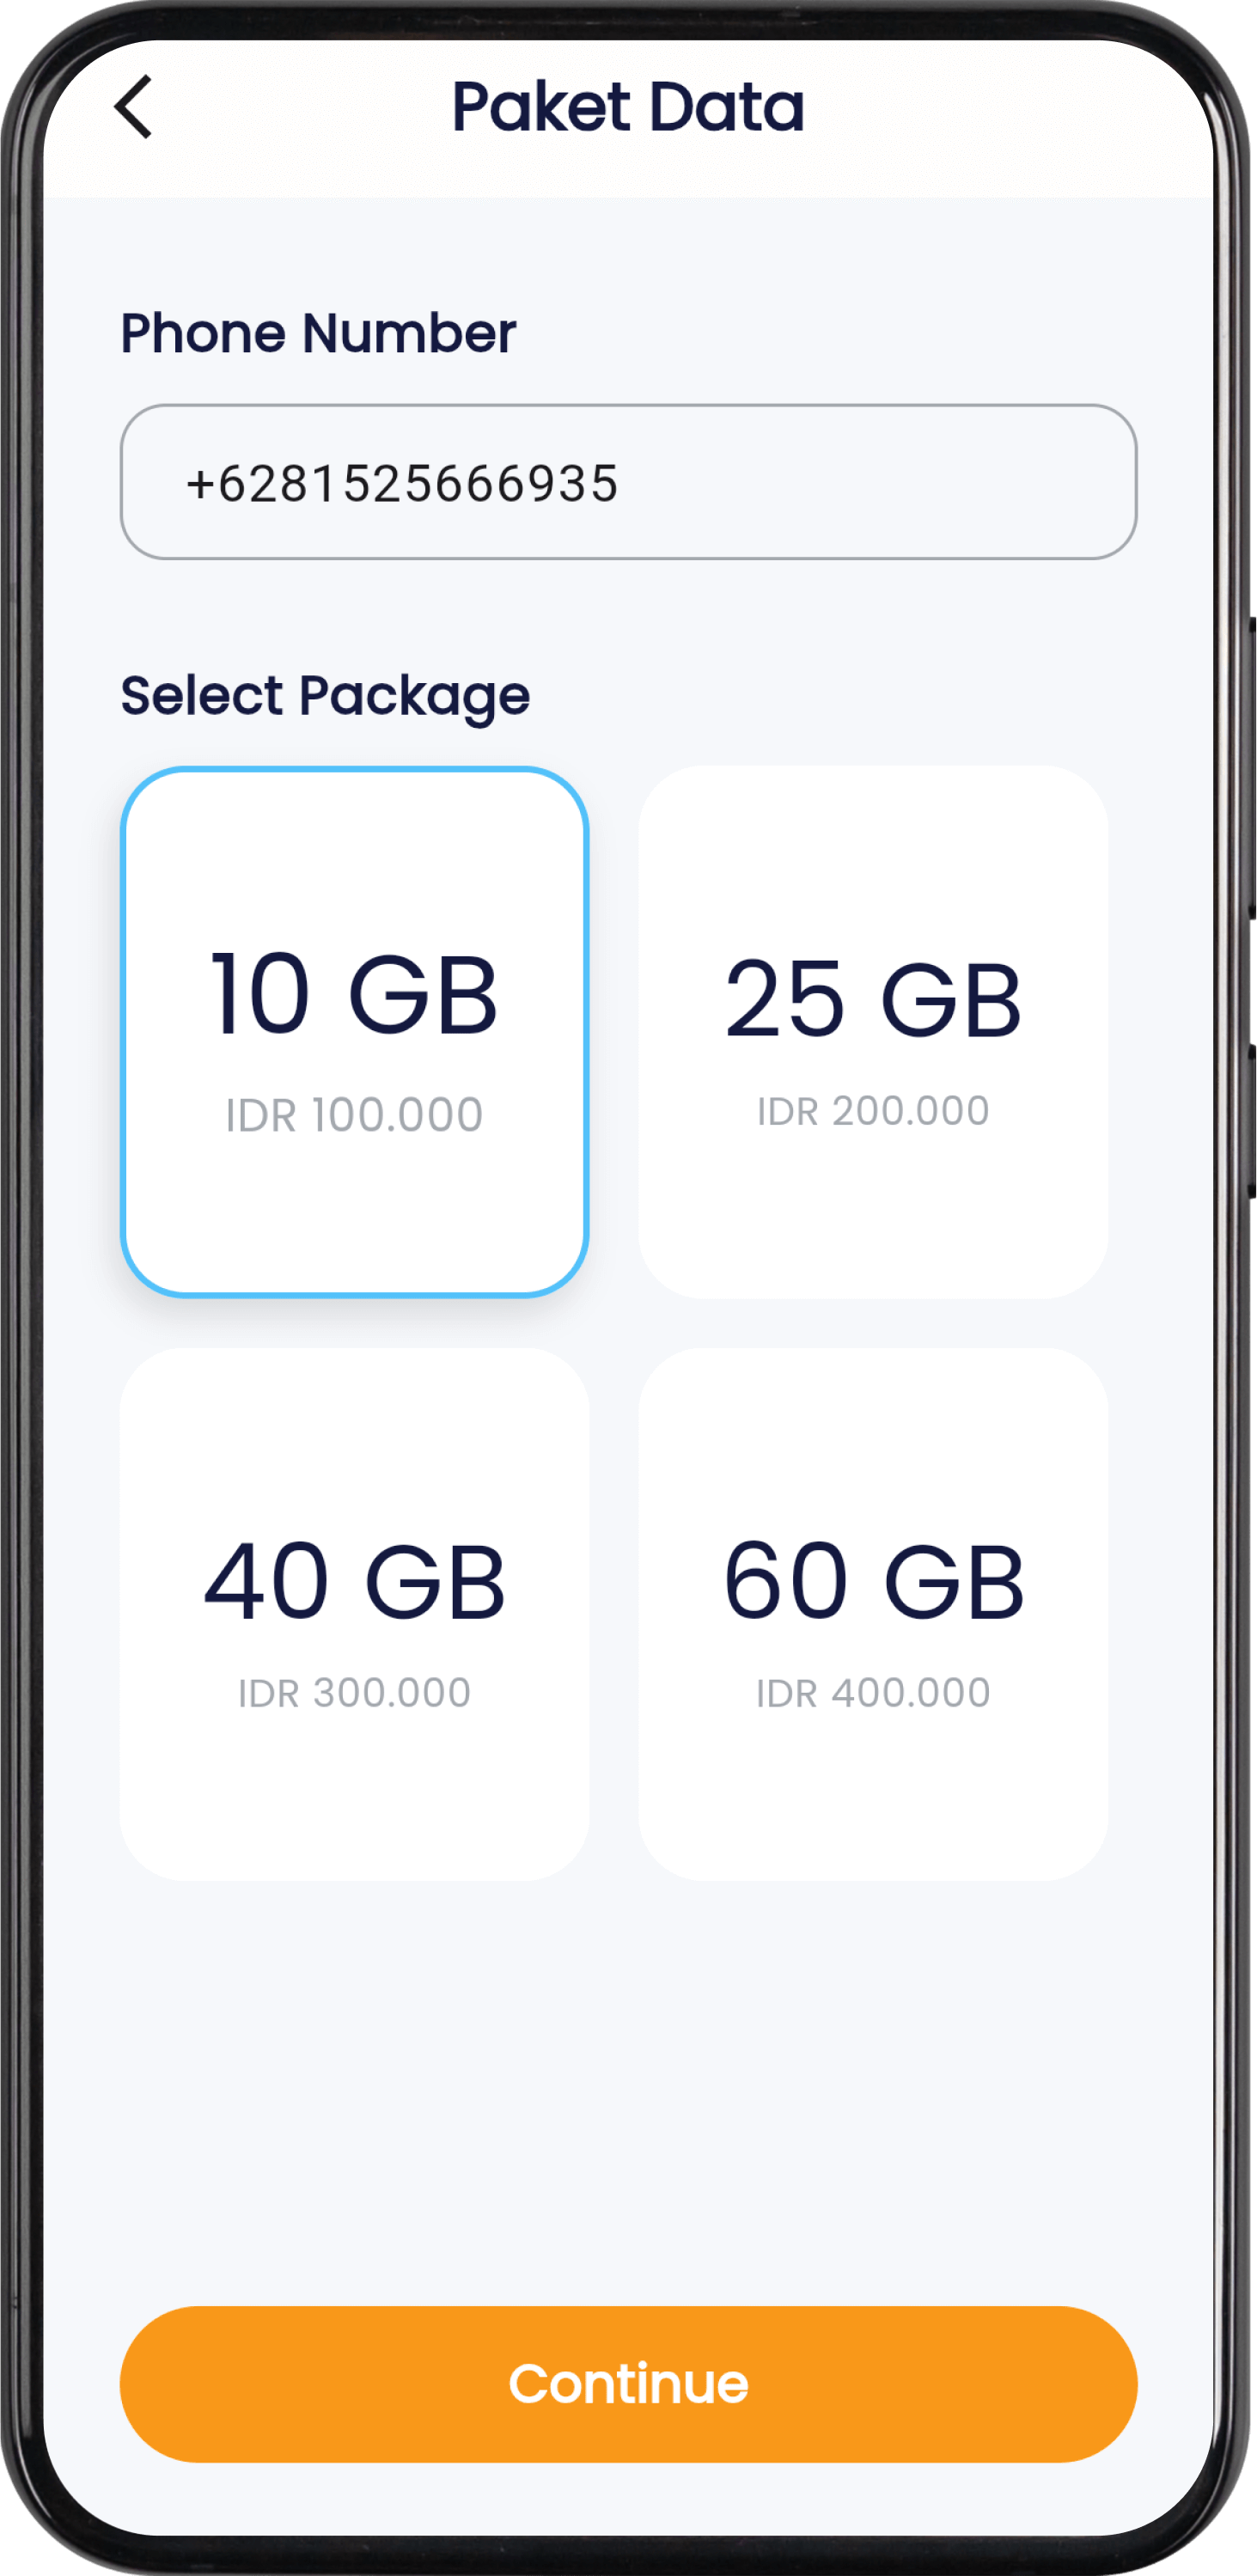 Paket Data
Phone Number
+6281525666935
Select Package
10 GB
IDR 100.000
25 GB
IDR 200.000
40 GB
IDR 300.000
60 GB
IDR 400.000
Continue